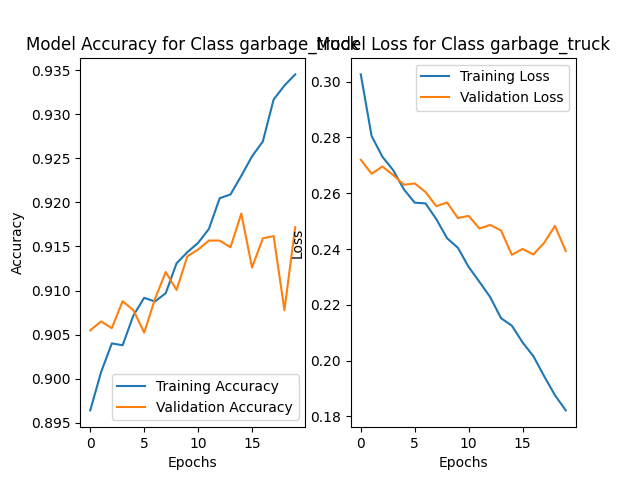 Model Accuracy for Class garbage_truck
Accuracy
0.935
0.930
0.925
0.920
0.915
0.910
0.905
0.900
0.895
Training Accuracy
Validation Accuracy
0
5
10
15
Epochs
Model Loss for Class garbage_truck
Loss
0.30
0.28
0.26
0.24
0.22
0.20
0.18
Training Loss
Validation Loss
0
5
10
15
Epochs